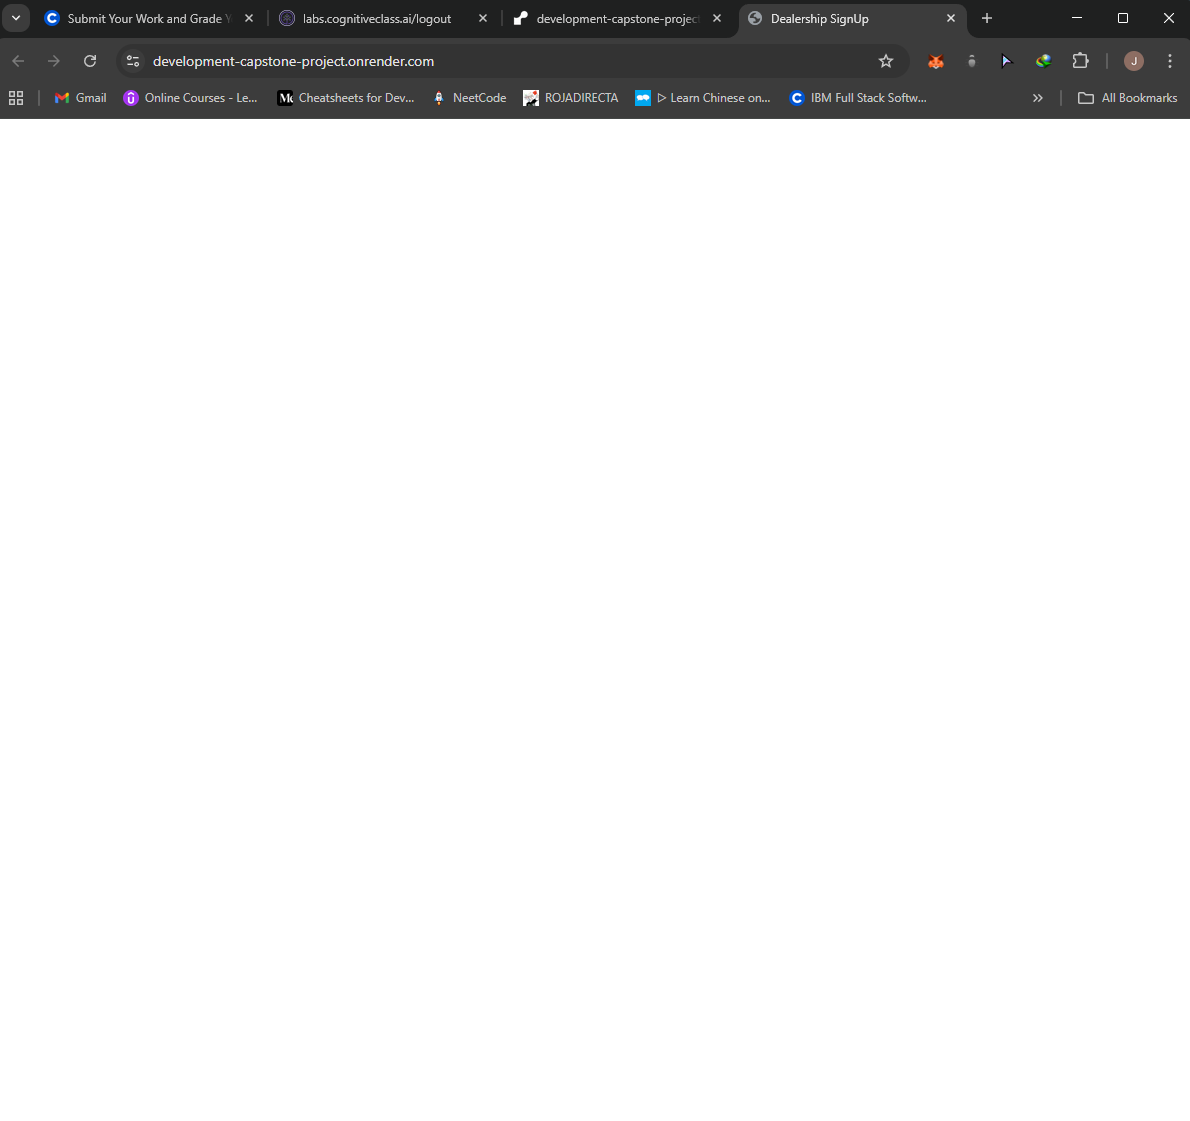 Submit Your Work and Grade Y
labs.cognitiveclass.ai/logout
development-capstone-project
Dealership SignUp
development-capstone-project.onrender.com
J
Gmail
Online Courses - Le...
Cheatsheets for Dev...
NeetCode
ROJADIRECTA
▷ Learn Chinese on...
IBM Full Stack Softw...
All Bookmarks